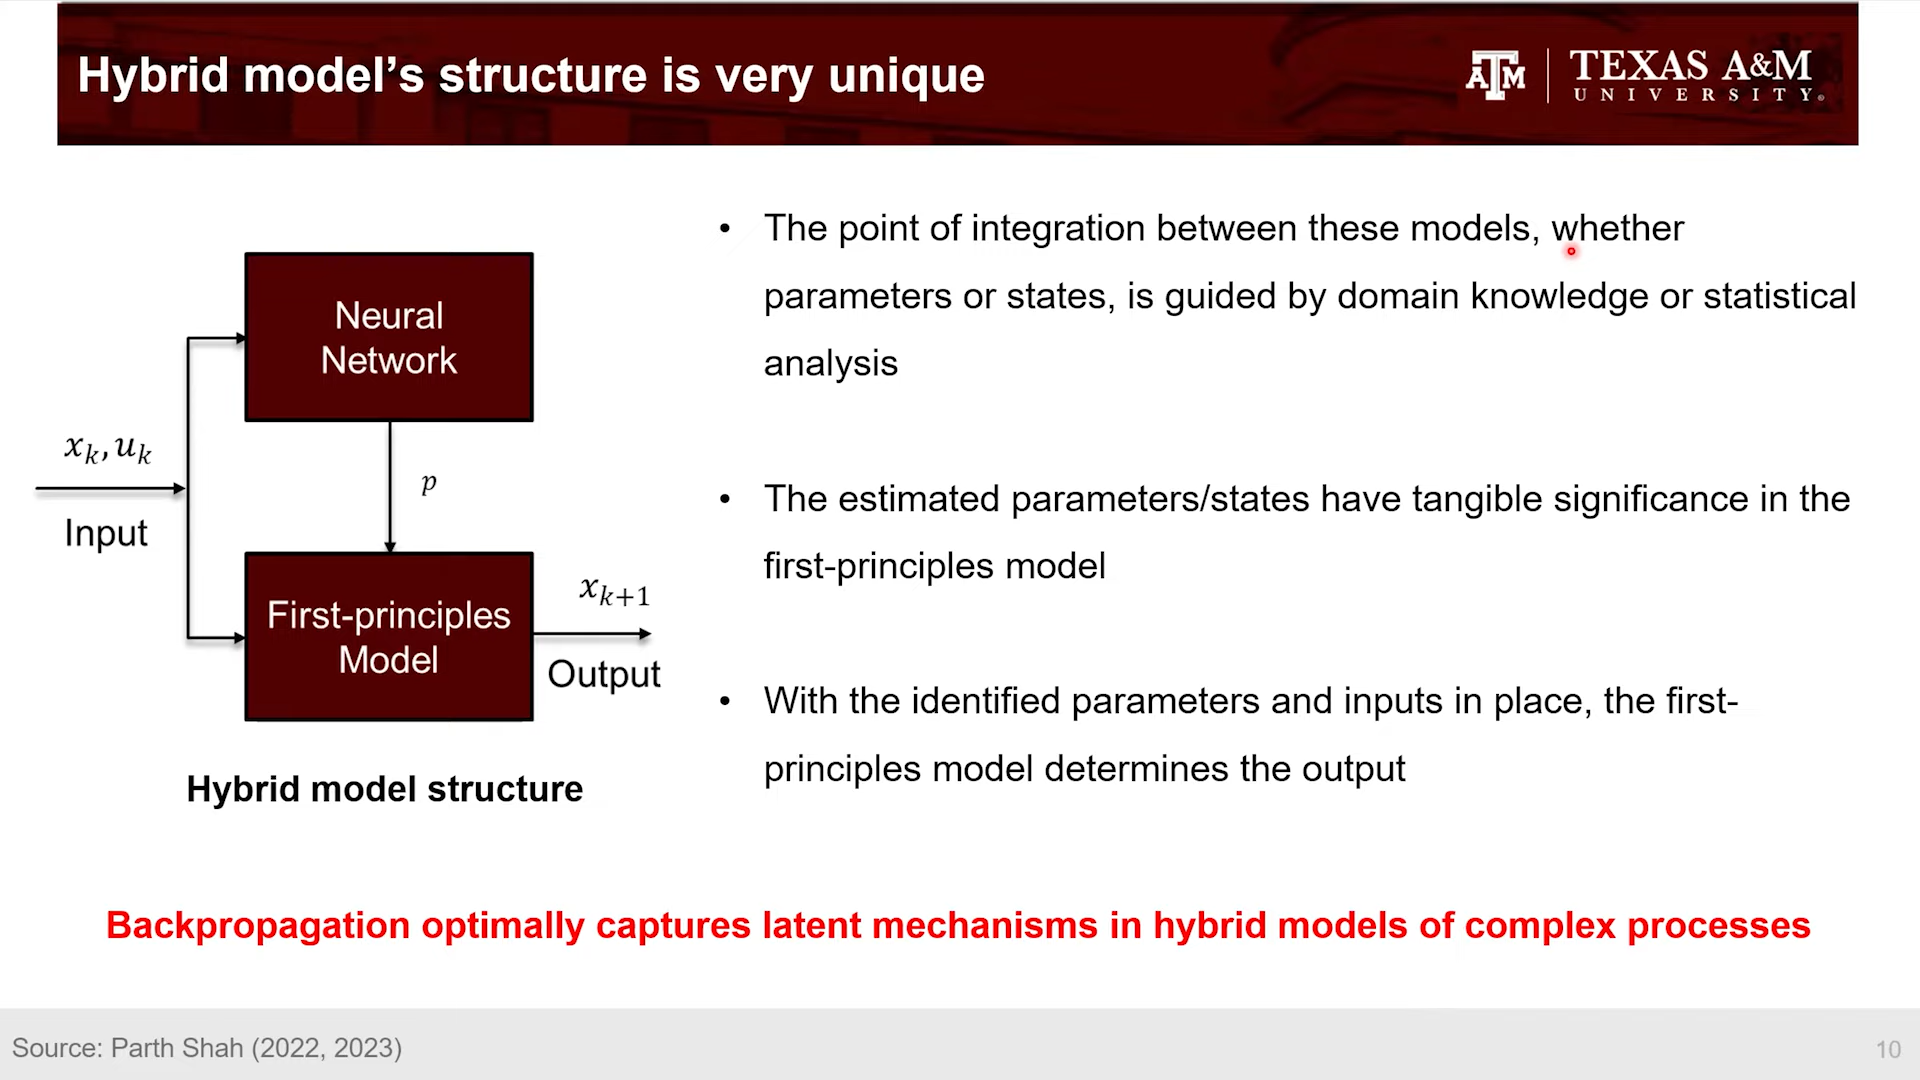 Hybrid model’s structure is very unique
ATM
TEXAS A&M
UNIVERSITY®
Neural
Network
x_k, u_k
Input
p
First-principles
Model
x_{k+1}
Output
Hybrid model structure
• The point of integration between these models, whether
parameters or states, is guided by domain knowledge or statistical
analysis
• The estimated parameters/states have tangible significance in the
first-principles model
• With the identified parameters and inputs in place, the first-
principles model determines the output
Backpropagation optimally captures latent mechanisms in hybrid models of complex processes
Source: Parth Shah (2022, 2023)
10